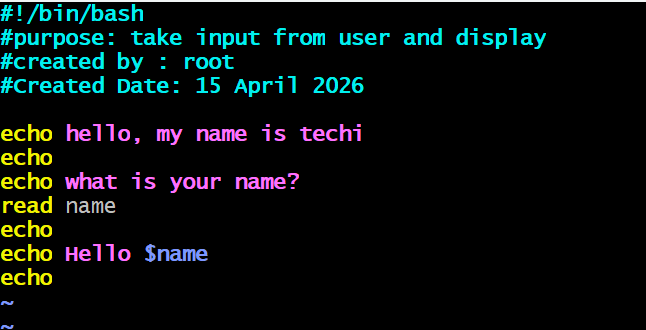 #!/bin/bash
#purpose: take input from user and display
#created by : root
#Created Date: 15 April 2026
echo hello, my name is techi
echo
echo what is your name?
read name
echo
echo Hello $name
echo
~
~